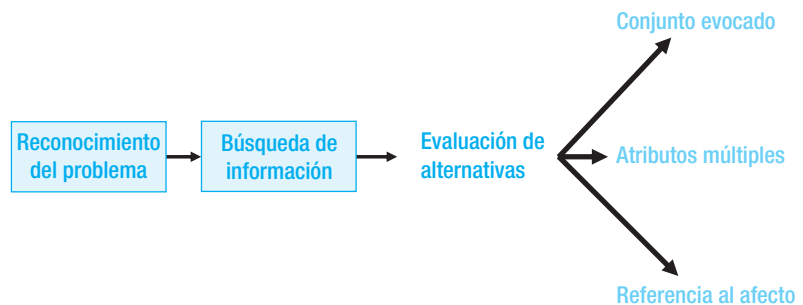 Conjunto evocado
Reconocimiento
del problema
Búsqueda de
información
Evaluación de
alternativas
Atributos múltiples
Referencia al afecto